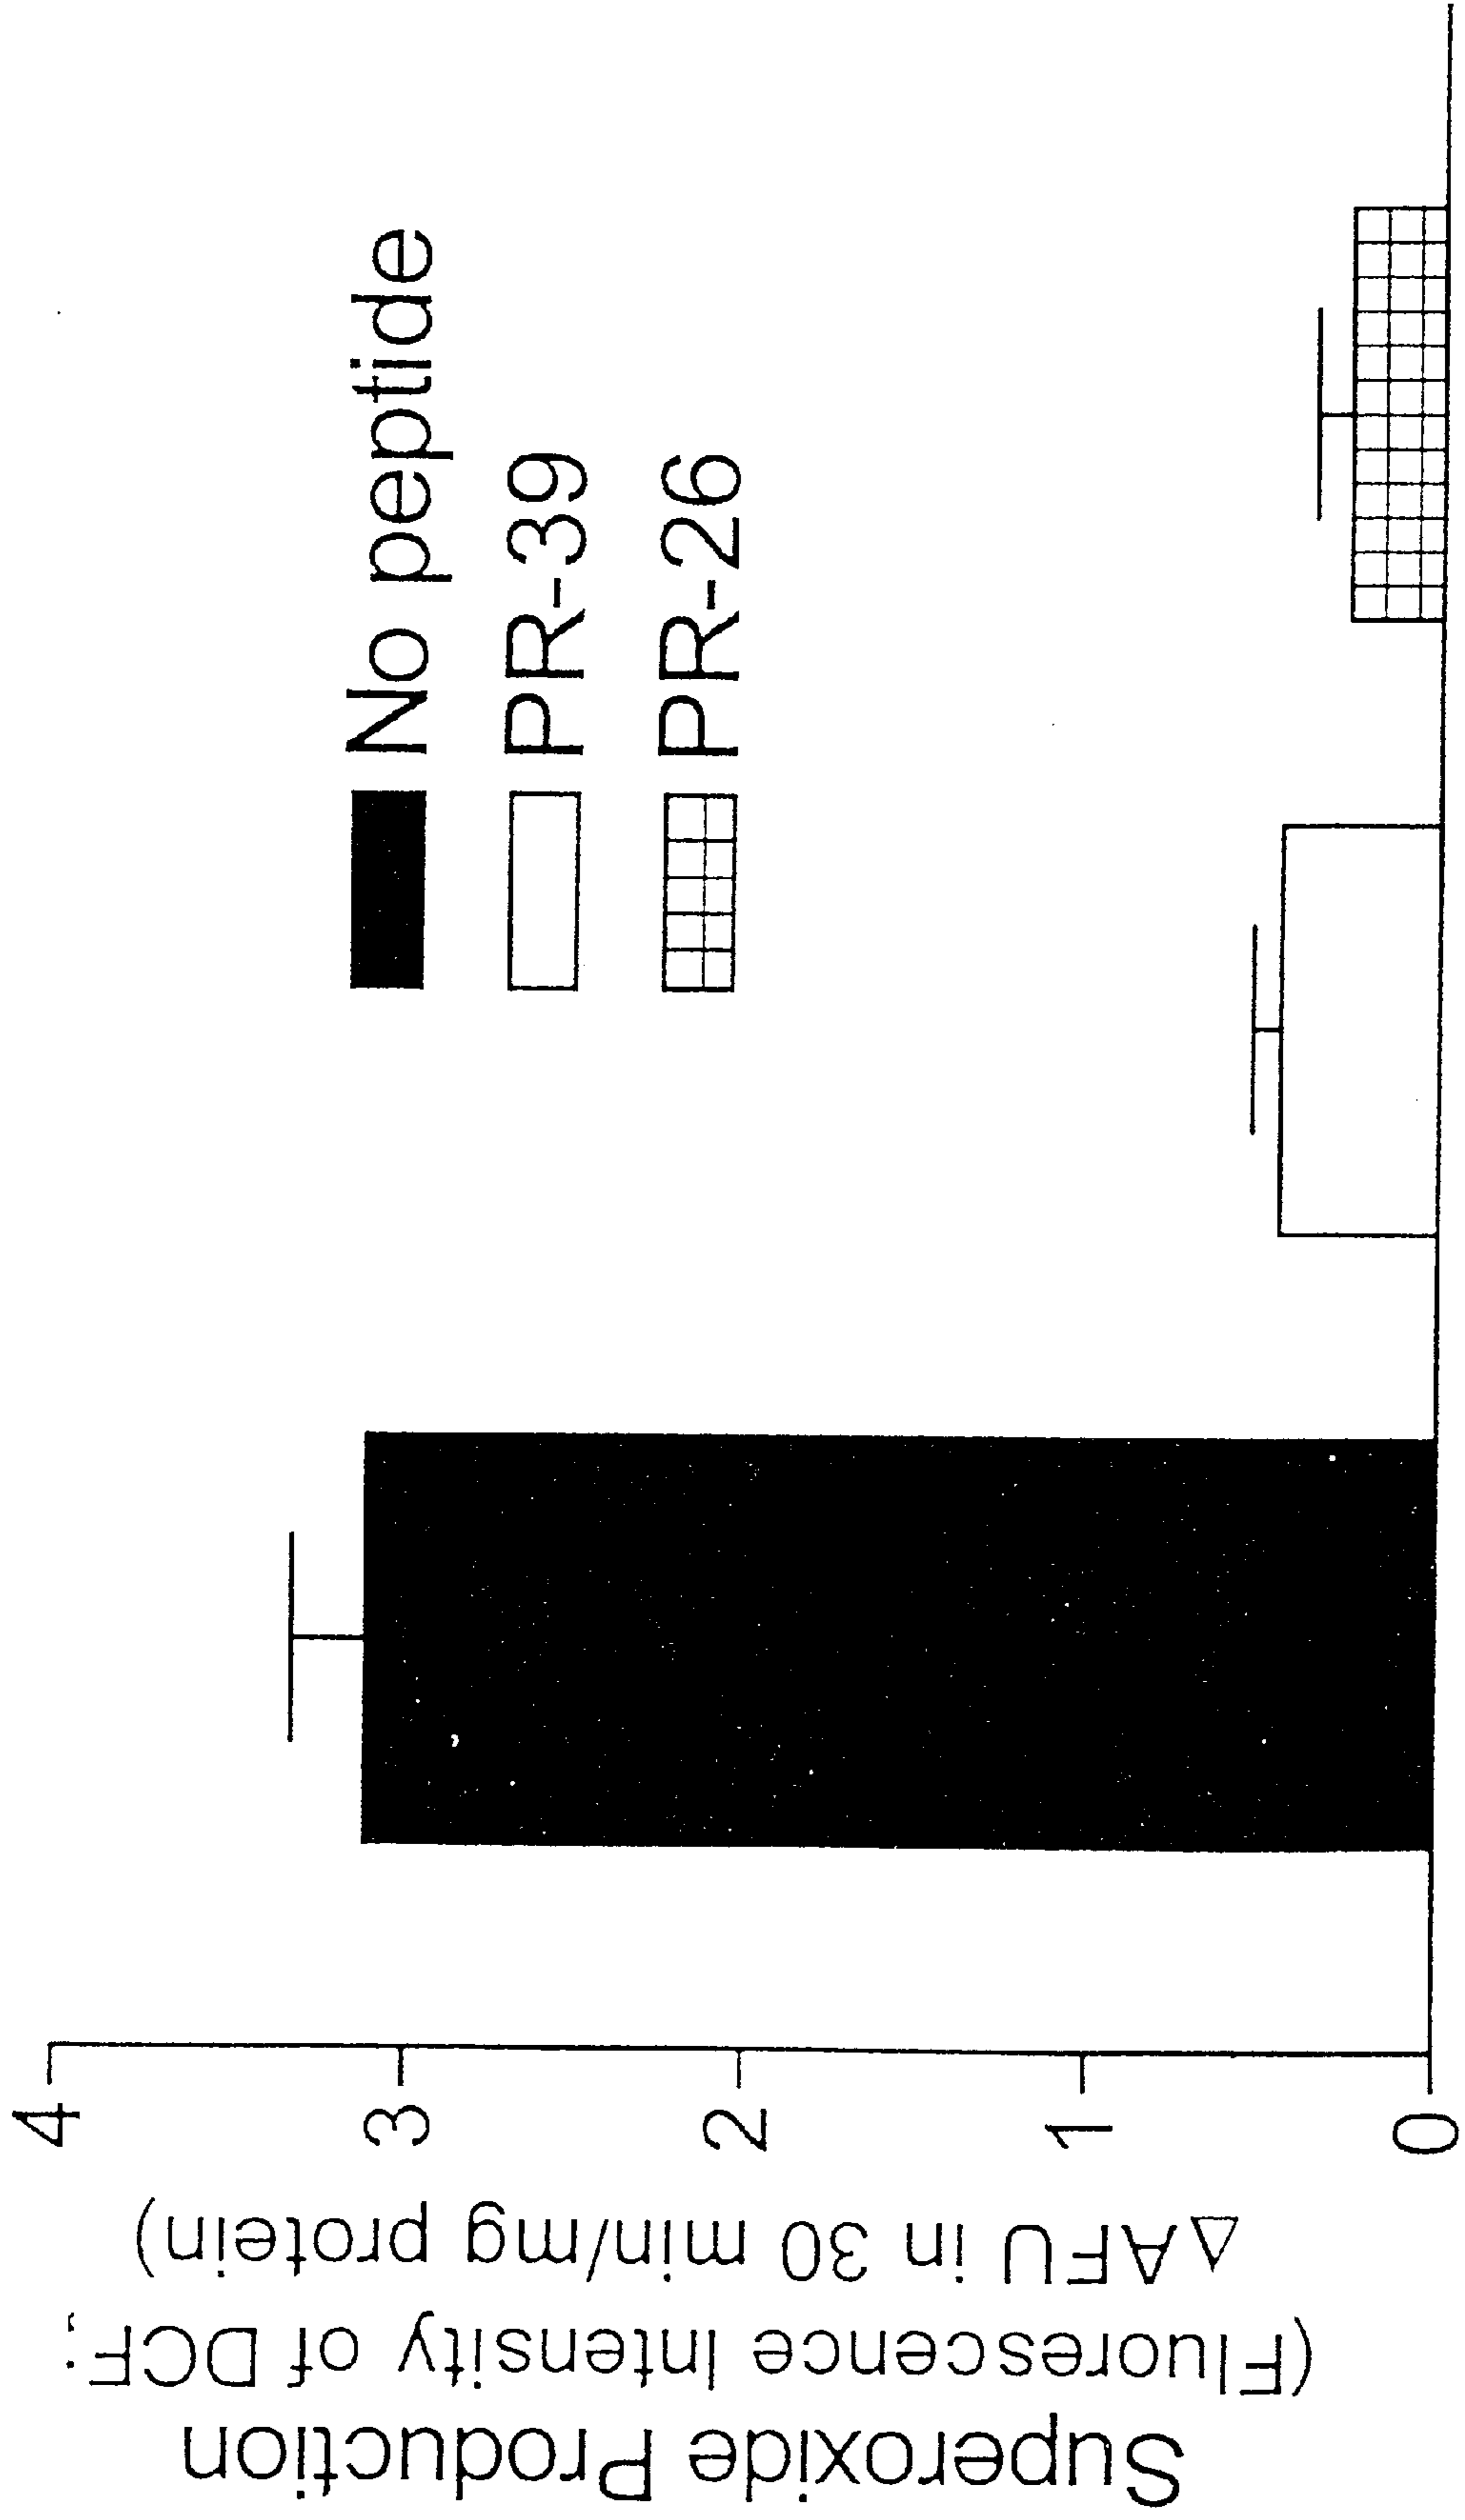 Superoxide Production
(Fluorescence Intensity of DCF;
ΔAFU in 30 min/mg protein)
4
3
2
1
0
No peptide
PR-39
PR-26